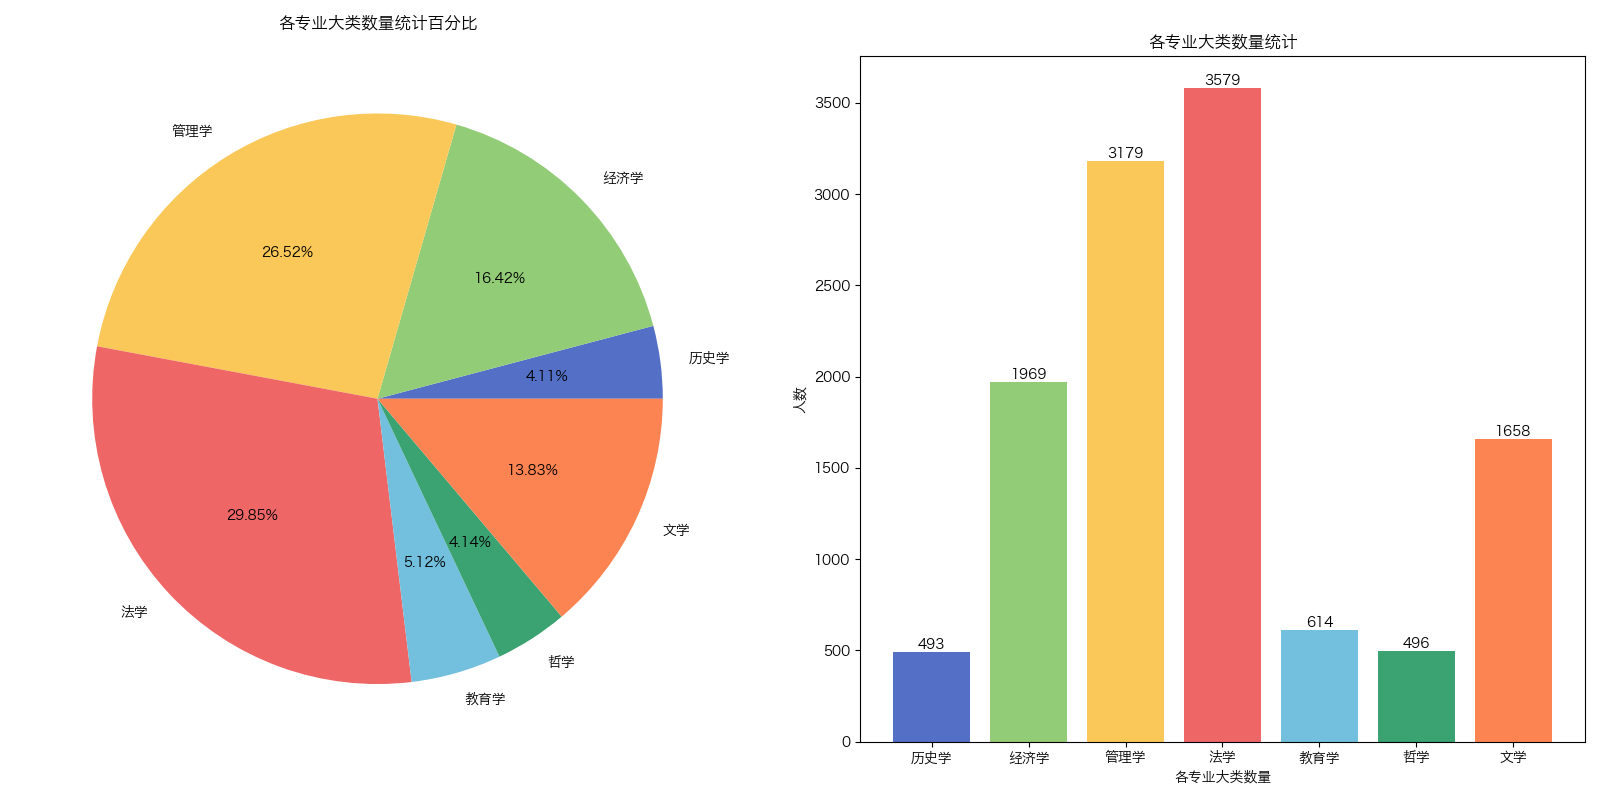 各专业大类数量统计百分比
管理学
经济学
历史学
26.52%
16.42%
4.11%
13.83%
29.85%
4.14%
5.12%
文学
法学
哲学
教育学
各专业大类数量统计
3579
3500
3179
3000
2500
2000
1969
人数
1658
1500
1000
614
500
493
496
0
历史学 经济学 管理学 法学 教育学 哲学 文学
各专业大类数量